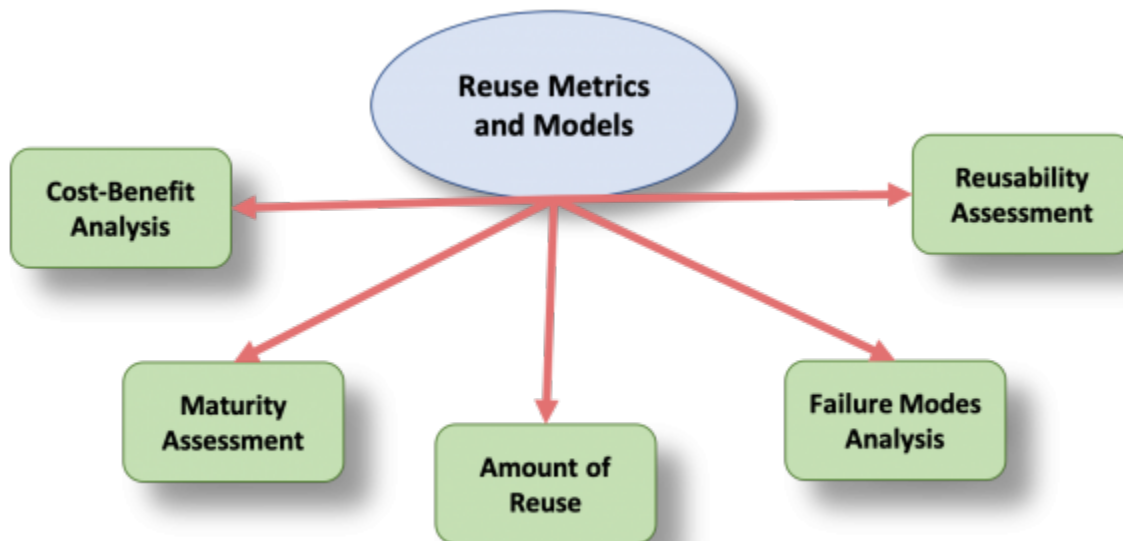 Reuse Metrics
and Models
Cost-Benefit
Analysis
Reusability
Assessment
Maturity
Assessment
Amount of
Reuse
Failure Modes
Analysis